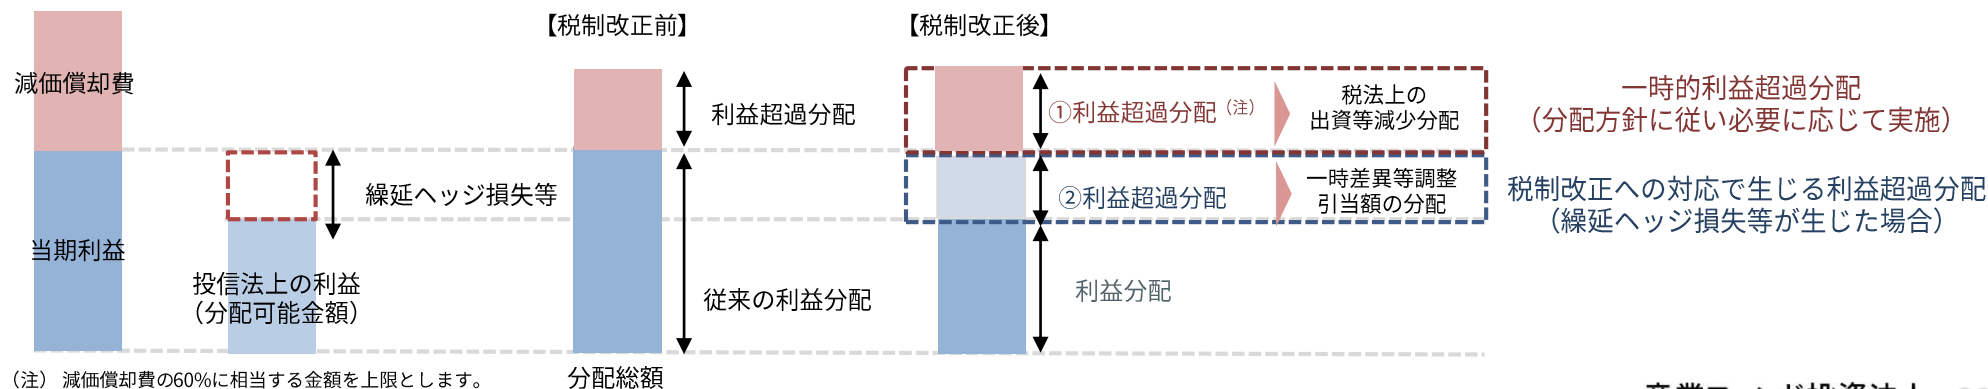 【税制改正前】
【税制改正後】
減価償却費
利益超過分配
①利益超過分配（注）
税法上の
出資等減少分配
一時的利益超過分配
（分配方針に従い必要に応じて実施）
繰延ヘッジ損失等
②利益超過分配
一時差異等調整
引当額の分配
税制改正への対応で生じる利益超過分配
（繰延ヘッジ損失等が生じた場合）
当期利益
投信法上の利益
（分配可能金額）
従来の利益分配
利益分配
（注） 減価償却費の60%に相当する金額を上限とします。
分配総額